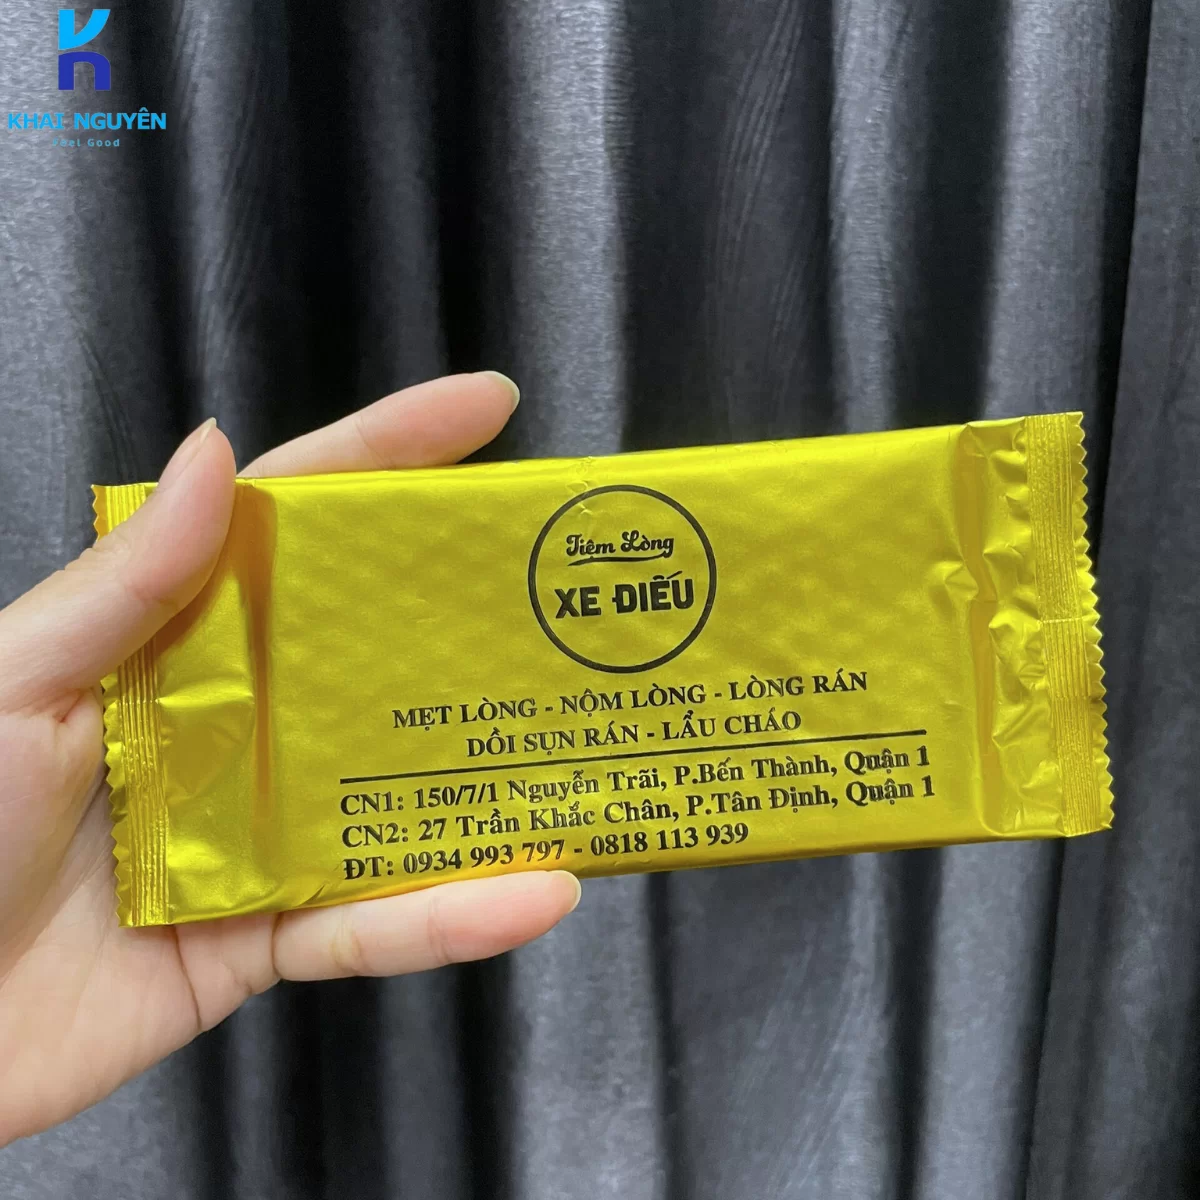 KHAI NGUYÊN
Feel Good
Tiệm Lòng
XE ĐIẾU
MẸT LÒNG - NỘM LÒNG - LÒNG RÁN
DỒI SỤN RÁN - LẨU CHÁO
CN1: 150/7/1 Nguyễn Trãi, P.Bến Thành, Quận 1
CN2: 27 Trần Khắc Chân, P.Tân Định, Quận 1
ĐT: 0934 993 797 - 0818 113 939